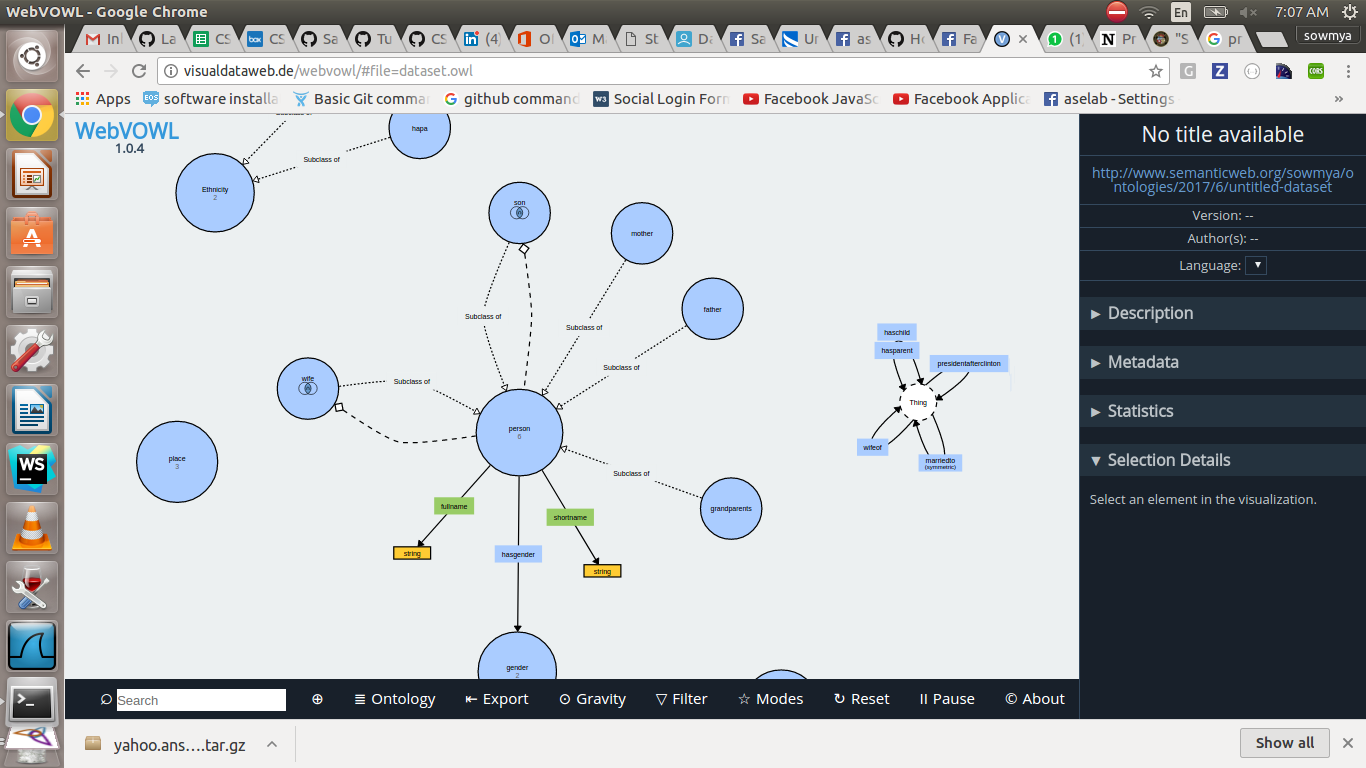 WebVOWL - Google Chrome
En
7:07 AM
In
La
CS
CS
Sa
Tu
CS
(4)
Of
M
St
Da
Sa
Ur
as
Ho
Fa
(1)
Pr
"S
pr
sowmya
visualdataweb.de/webvowl/#file=dataset.owl
Apps
software installa
Basic Git comman
github command
Social Login Forn
Facebook JavaSc
Facebook Applica
aselab - Settings
»
WebVOWL
1.0.4
hapa
Subclass of
Subclass of
Ethnicity
2
son
mother
father
Subclass of
Subclass of
Subclass of
Subclass of
Subclass of
wife
person
6
place
3
grandparents
fullname
shortname
hasgender
string
string
gender
2
haschild
hasparent
presidentafterclinton
Thing
wifeof
marriedto
(symmetric)
No title available
http://www.semanticweb.org/sowmya/o
ntologies/2017/6/untitled-dataset
Version: --
Author(s): --
Language:
Description
Metadata
Statistics
Selection Details
Select an element in the visualization.
Search
Ontology
Export
Gravity
Filter
Modes
Reset
Pause
© About
yahoo.ans....tar.gz
Show all